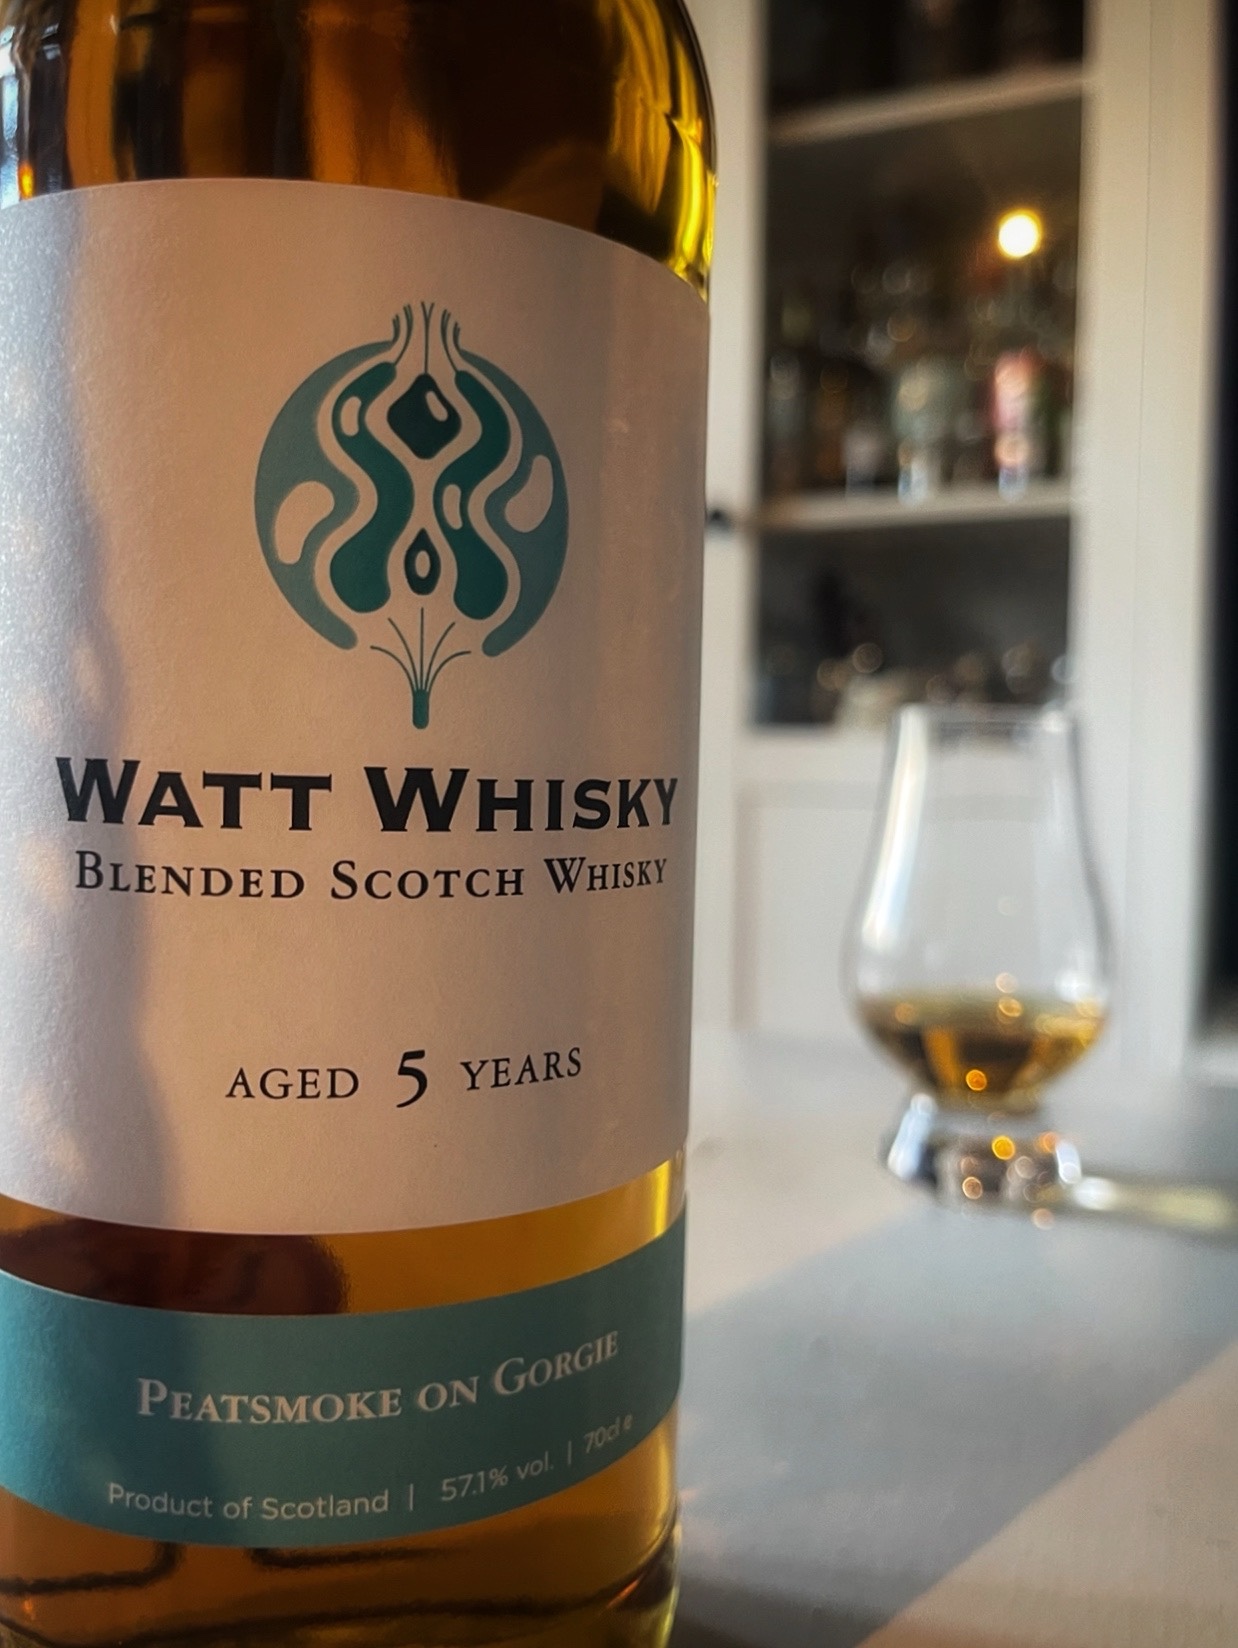 WATT WHISKY
BLENDED SCOTCH WHISKY
AGED 5 YEARS
PEATSMOKE ON GORGIE
Product of Scotland | 57.1% vol. | 70cl e